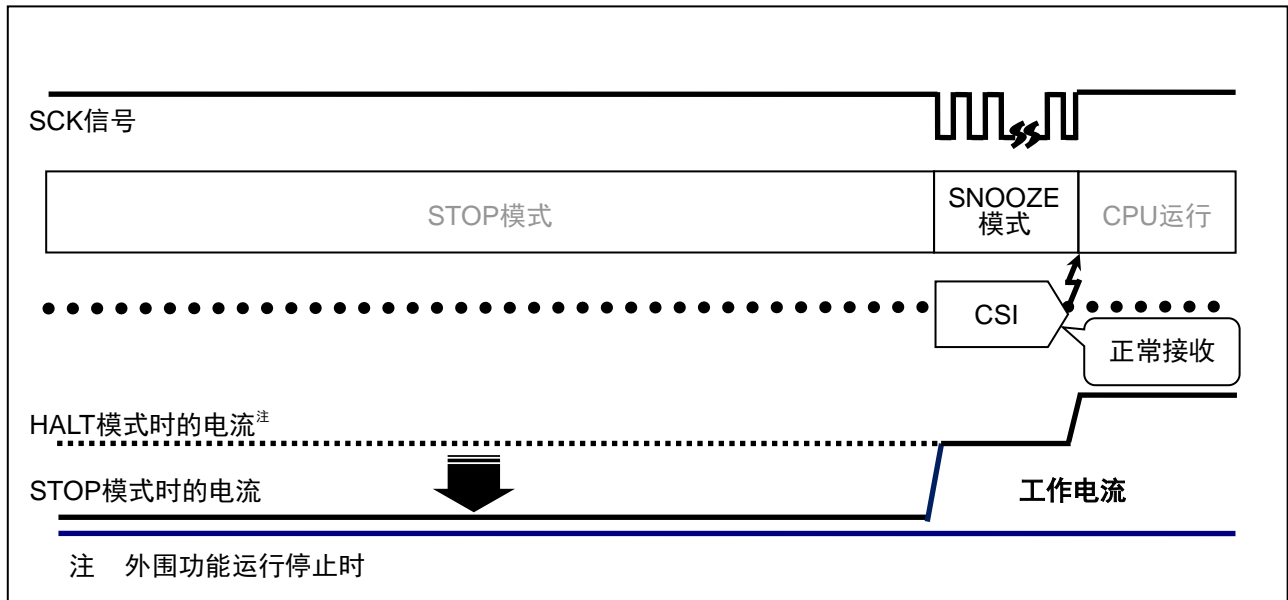 SCK信号
STOP模式
SNOOZE
模式
CPU运行
CSI
正常接收
HALT模式时的电流注
STOP模式时的电流
工作电流
注 外围功能运行停止时